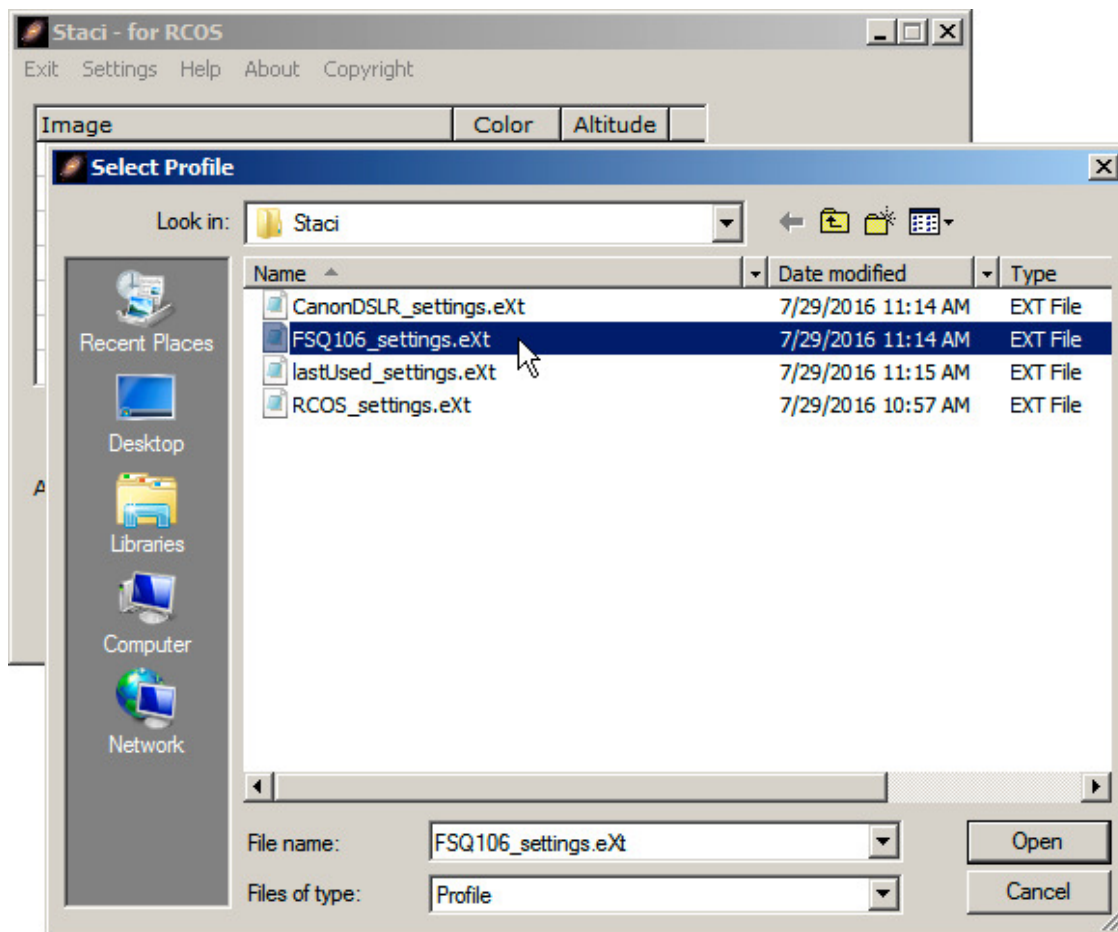 Staci - for RCOS
Exit Settings Help About Copyright
Image Color Altitude
Select Profile
Look in: Staci
Name Date modified Type
CanonDSLR_settings.eXt 7/29/2016 11:14 AM EXT File
FSQ106_settings.eXt 7/29/2016 11:14 AM EXT File
lastUsed_settings.eXt 7/29/2016 11:15 AM EXT File
RCOS_settings.eXt 7/29/2016 10:57 AM EXT File
Recent Places
Desktop
Libraries
Computer
Network
File name: FSQ106_settings.eXt Open
Files of type: Profile Cancel